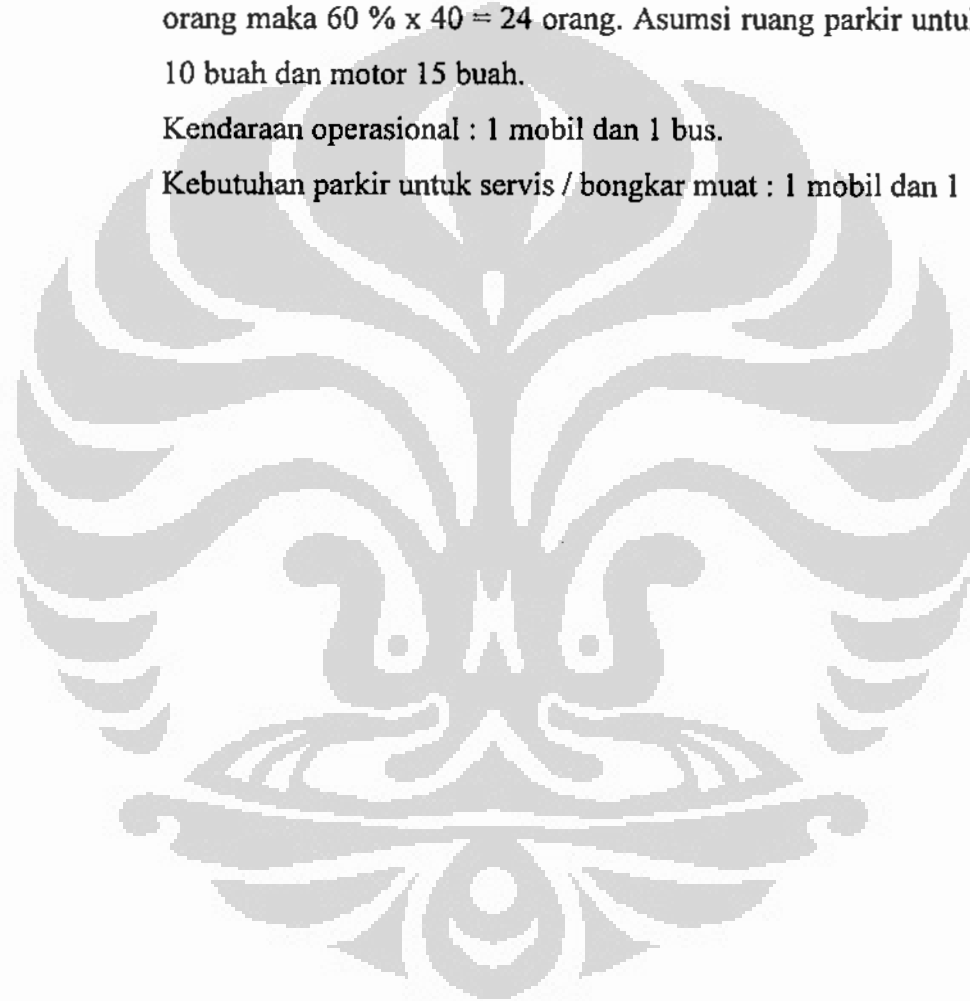 orang maka 60 % x 40 = 24 orang. Asumsi ruang parkir
10 buah dan motor 15 buah.
Kendaraan operasional : 1 mobil dan 1 bus.
Kebutuhan parkir untuk servis / bongkar muat : 1 mobil dan 1